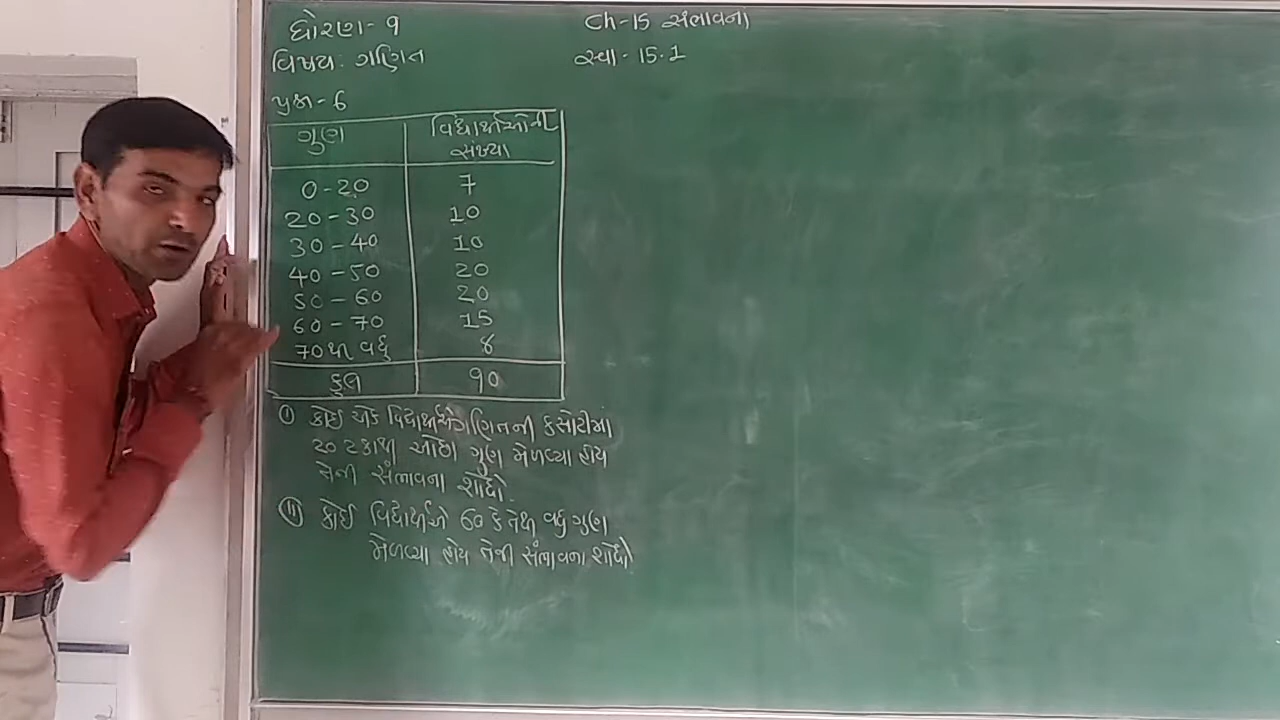 ધોરણ - 9
Ch-15 સંભાવના
વિષય: ગણિત
સ્વા - 15.1
પ્રશ્ન - 6
ગુણ વિદ્યાર્થીઓની
સંખ્યા
0-20 7
20-30 10
30-40 10
40-50 20
50-60 20
60-70 15
70થી વધુ 8
કુલ 90
(i) કોઈ એક વિદ્યાર્થીએ ગણિતની કસોટીમાં
20 ટકાથી ઓછા ગુણ મેળવ્યા હોય
તેની સંભાવના શોધો.
(ii) કોઈ વિદ્યાર્થીએ 60 કે તેથી વધુ ગુણ
મેળવ્યા હોય તેની સંભાવના શોધો